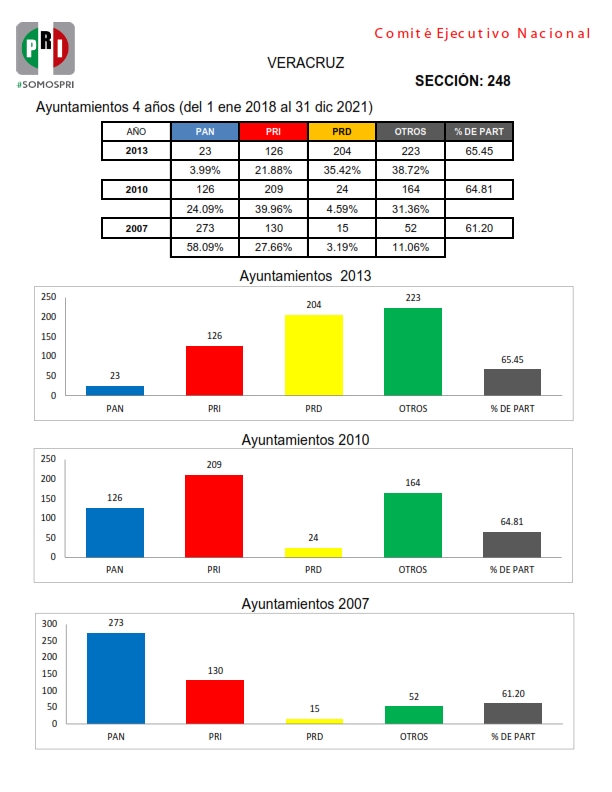 Comité Ejecutivo Nacional
PRI
#SOMOSPRI
VERACRUZ
SECCIÓN: 248
Ayuntamientos 4 años (del 1 ene 2018 al 31 dic 2021)
AÑO PAN PRI PRD OTROS % DE PART
2013 23 126 204 223 65.45
3.99% 21.88% 35.42% 38.72%
2010 126 209 24 164 64.81
24.09% 39.96% 4.59% 31.36%
2007 273 130 15 52 61.20
58.09% 27.66% 3.19% 11.06%
Ayuntamientos 2013
250
200
150
100
50
0
23 126 204 223 65.45
PAN PRI PRD OTROS % DE PART
Ayuntamientos 2010
250
200
150
100
50
0
126 209 24 164 64.81
PAN PRI PRD OTROS % DE PART
Ayuntamientos 2007
300
250
200
150
100
50
0
273 130 15 52 61.20
PAN PRI PRD OTROS % DE PART